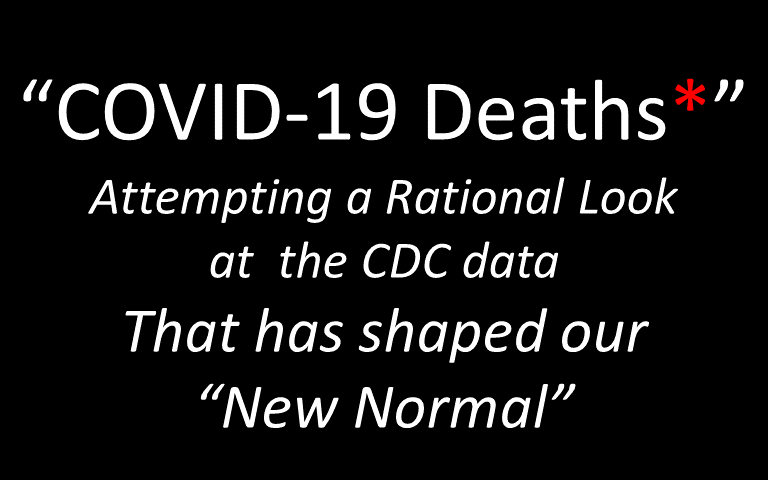 “COVID-19 Deaths*”
Attempting a Rational Look
at the CDC data
That has shaped our
“New Normal”